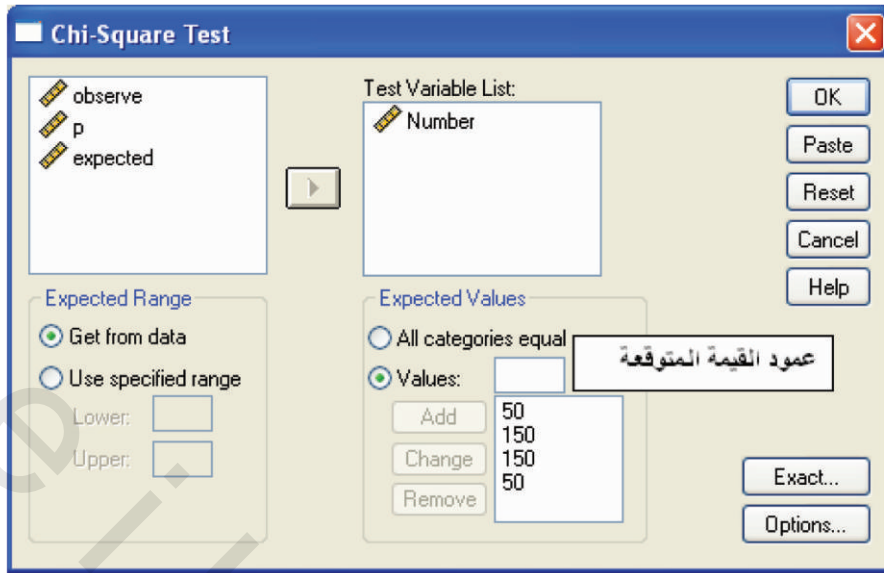 Chi-Square Test
observe
p
expected
Test Variable List:
Number
OK
Paste
Reset
Cancel
Help
Expected Range
Get from data
Use specified range
Lower:
Upper:
Expected Values
All categories equal
Values:
عمود القيمة المتوقعة
Add
Change
Remove
50
150
150
50
Exact...
Options...